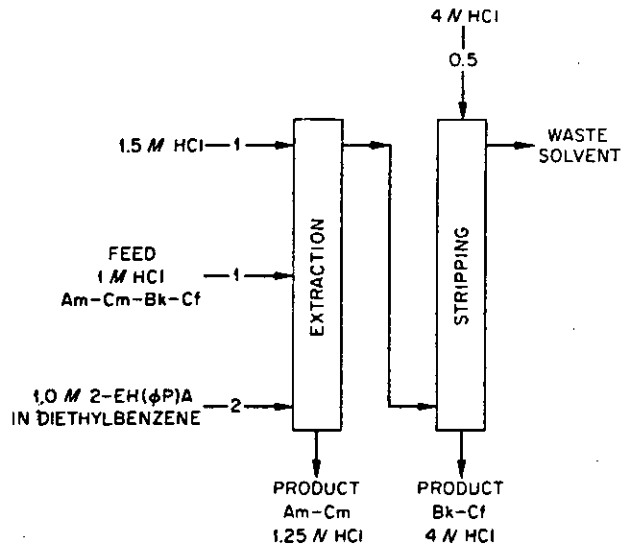 4 N HCl
0.5
1.5 M HCl
1
WASTE
SOLVENT
FEED
1 M HCl
Am-Cm-Bk-Cf
1
EXTRACTION
STRIPPING
1.0 M 2-EH(ϕP)A
IN DIETHYLBENZENE
2
PRODUCT
Am-Cm
1.25 N HCl
PRODUCT
Bk-Cf
4 N HCl